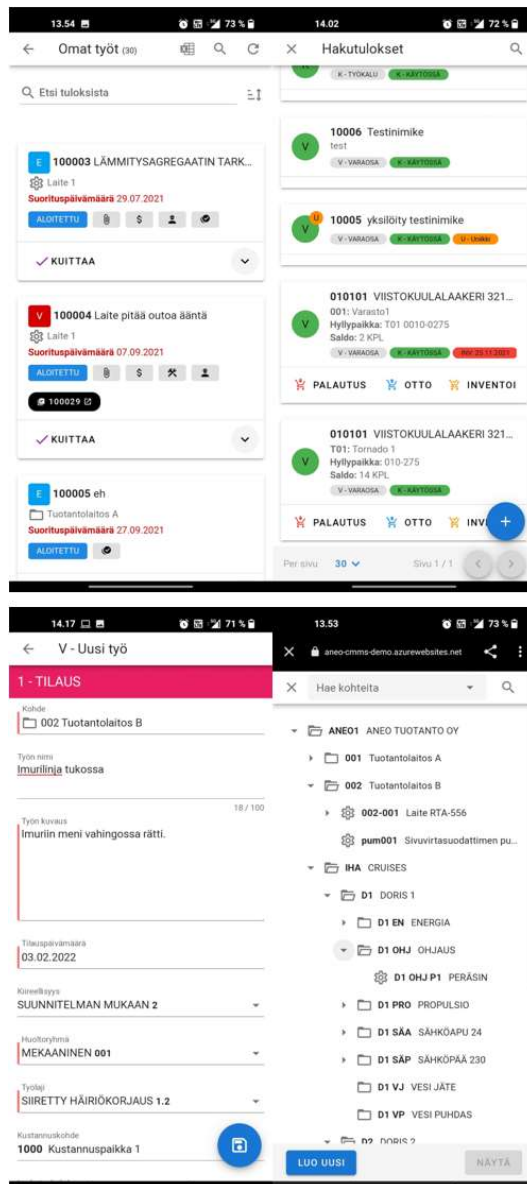 13.54
73 %
Omat työt (30)
Etsi tuloksista
E 100003 LÄMMITYSAGREGAATIN TARK...
Laite 1
Suorituspäivämäärä 29.07.2021
ALOITETTU
$
KUITTAA
V 100004 Laite pitää outoa ääntä
Laite 1
Suorituspäivämäärä 07.09.2021
ALOITETTU
$
100029
KUITTAA
E 100005 eh
Tuotantolaitos A
Suorituspäivämäärä 27.09.2021
ALOITETTU
14.02
72 %
Hakutulokset
K - TYÖKALU K - KÄYTÖSSÄ
V
10006 Testinimike
test
V - VARAOSA K - KÄYTÖSSÄ
V U
10005 yksilöity testinimike
V - VARAOSA K - KÄYTÖSSÄ U - Uniikki
V
010101 VIISTOKUULALAAKERI 321...
001: Varasto1
Hyllypaikka: T01 0010-0275
Saldo: 2 KPL
V - VARAOSA K - KÄYTÖSSÄ INV: 25.11.2021
PALAUTUS OTTO INVENTOI
V
010101 VIISTOKUULALAAKERI 321...
T01: Tornado 1
Hyllypaikka: 010-275
Saldo: 14 KPL
V - VARAOSA K - KÄYTÖSSÄ
PALAUTUS OTTO INV
Per sivu 30 Sivu 1 / 1
14.17
71 %
V - Uusi työ
1 - TILAUS
Kohde
002 Tuotantolaitos B
Työn nimi
Imurilinja tukossa
18 / 100
Työn kuvaus
Imuriin meni vahingossa rätti.
Tilauspäivämäärä
03.02.2022
Kiireellisyys
SUUNNITELMAN MUKAAN 2
Huoltoryhmä
MEKAANINEN 001
Työlaji
SIIRETTY HÄIRIÖKORJAUS 1.2
Kustannuskohde
1000 Kustannuspaikka 1
13.53
73 %
aneo-cmms-demo.azurewebsites.net
Hae kohteita
ANEO1 ANEO TUOTANTO OY
001 Tuotantolaitos A
002 Tuotantolaitos B
002-001 Laite RTA-556
pum001 Sivuvirtasuodattimen pu...
IHA CRUISES
D1 DORIS 1
D1 EN ENERGIA
D1 OHJ OHJAUS
D1 OHJ P1 PERÄSIN
D1 PRO PROPULSIO
D1 SÄA SÄHKÖAPU 24
D1 SÄP SÄHKÖPÄÄ 230
D1 VJ VESI JÄTE
D1 VP VESI PUHDAS
D2 DORIS 2
LUO UUSI NÄYTÄ